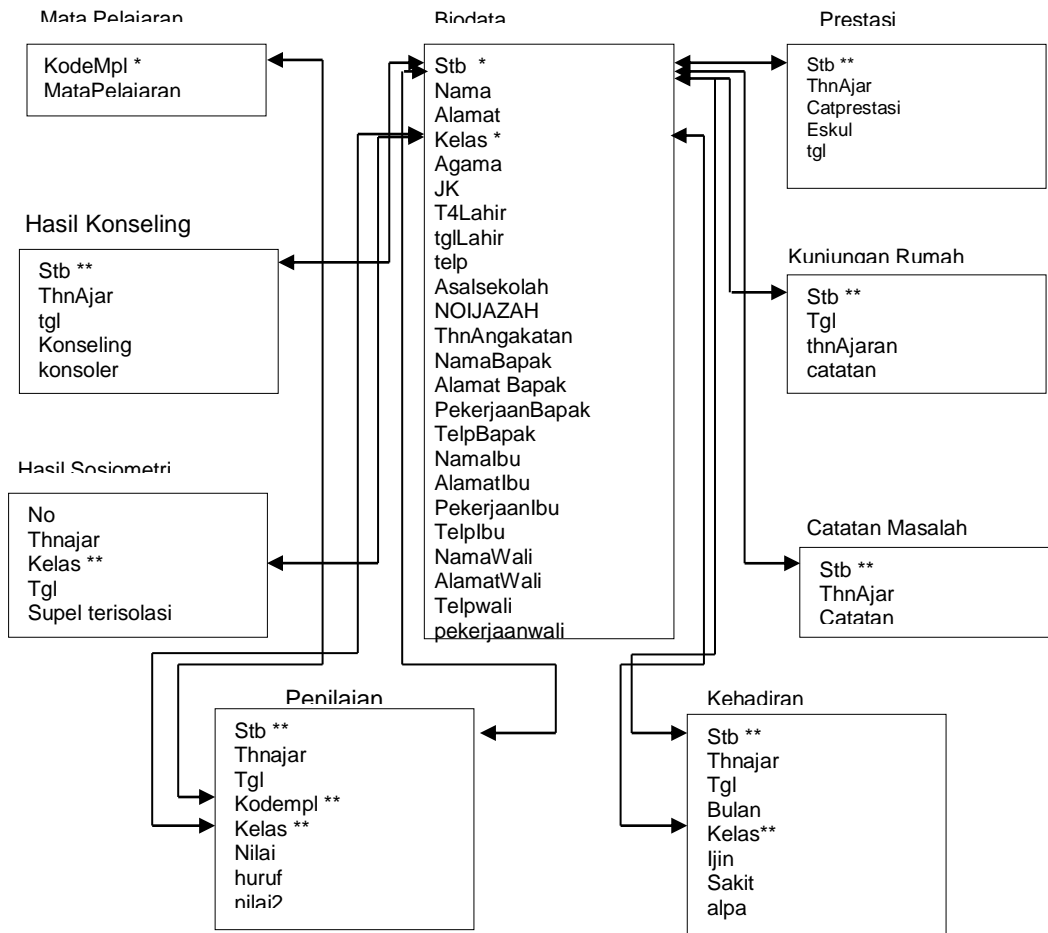 Mata Pelajaran
KodeMpl *
MataPelajaran
Hasil Konseling
Stb **
ThnAjar
tgl
Konseling
konsoler
Hasil Sosiometri
No
Thnajar
Kelas **
Tgl
Supel terisolasi
Biodata
Stb *
Nama
Alamat
Kelas *
Agama
JK
T4Lahir
tglLahir
telp
Asalsekolah
NOIJAZAH
ThnAngakatan
NamaBapak
Alamat Bapak
PekerjaanBapak
TelpBapak
NamaIbu
AlamatIbu
PekerjaanIbu
TelpIbu
NamaWali
AlamatWali
Telpwali
pekerjaanwali
Prestasi
Stb **
ThnAjar
Catprestasi
Eskul
tgl
Kunjungan Rumah
Stb **
Tgl
thnAjaran
catatan
Catatan Masalah
Stb **
ThnAjar
Catatan
Penilaian
Stb **
Thnajar
Tgl
Kodempl **
Kelas **
Nilai
huruf
nilai2
Kehadiran
Stb **
Thnajar
Tgl
Bulan
Kelas**
Ijin
Sakit
alpa